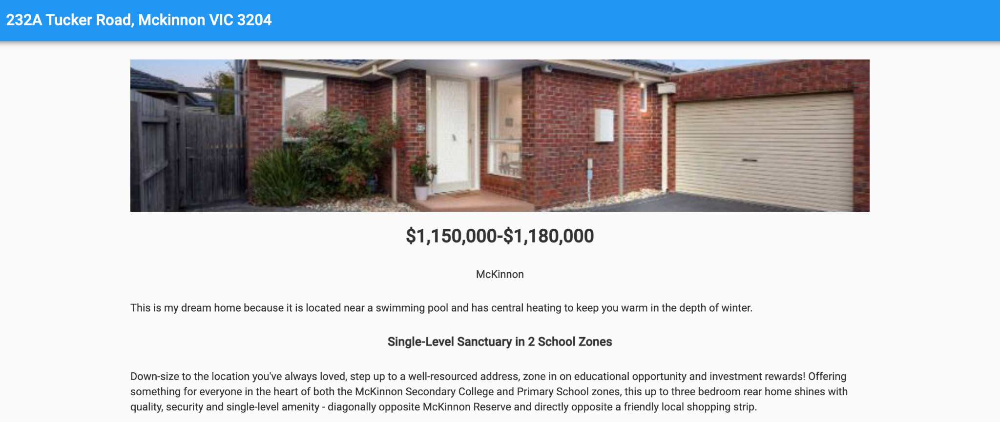 232A Tucker Road, Mckinnon VIC 3204
$1,150,000-$1,180,000
McKinnon
This is my dream home because it is located near a swimming pool and has central heating to keep you warm in the depth of winter.
Single-Level Sanctuary in 2 School Zones
Down-size to the location you've always loved, step up to a well-resourced address, zone in on educational opportunity and investment rewards! Offering
something for everyone in the heart of both the McKinnon Secondary College and Primary School zones, this up to three bedroom rear home shines with
quality, security and single-level amenity - diagonally opposite McKinnon Reserve and directly opposite a friendly local shopping strip.